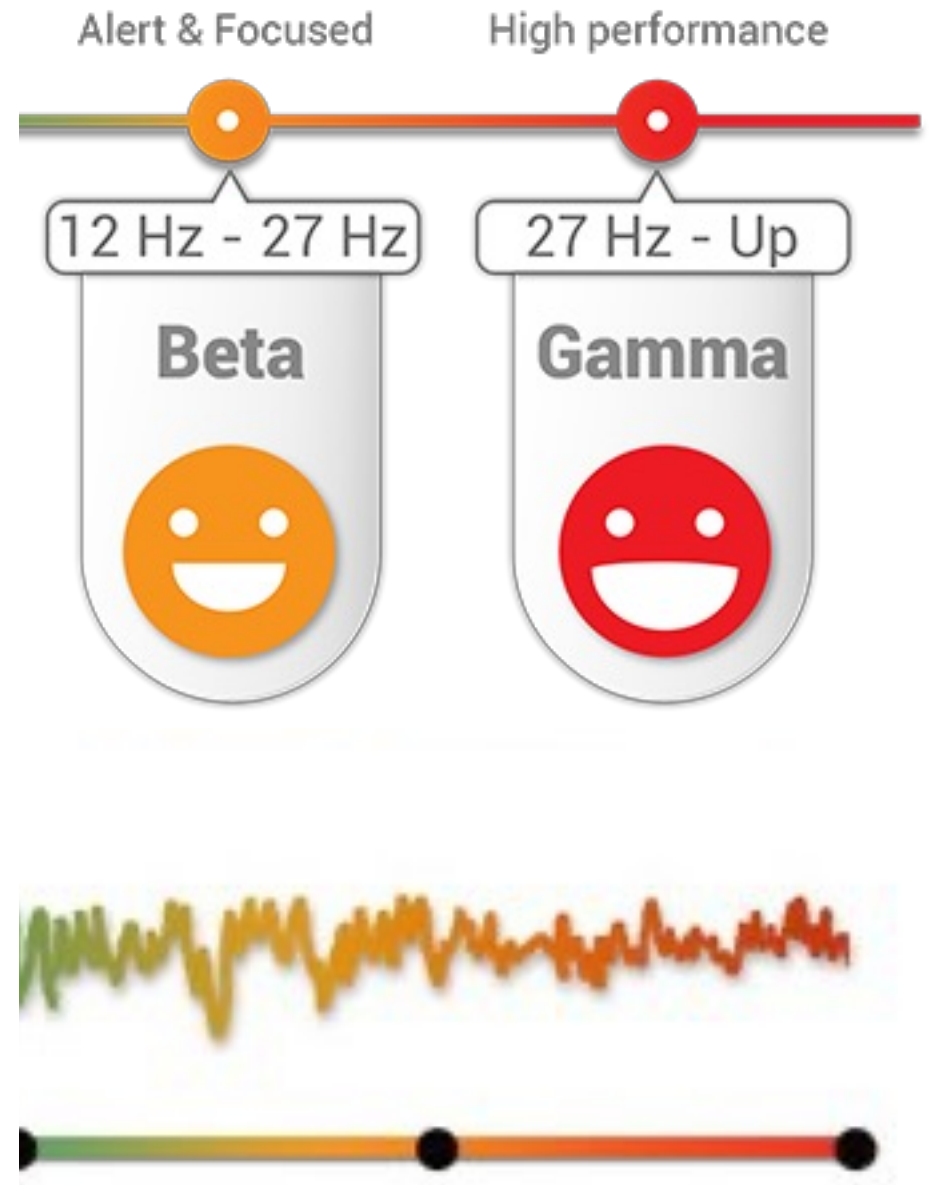 Alert & Focused
High performance
12 Hz - 27 Hz
27 Hz - Up
Beta
Gamma